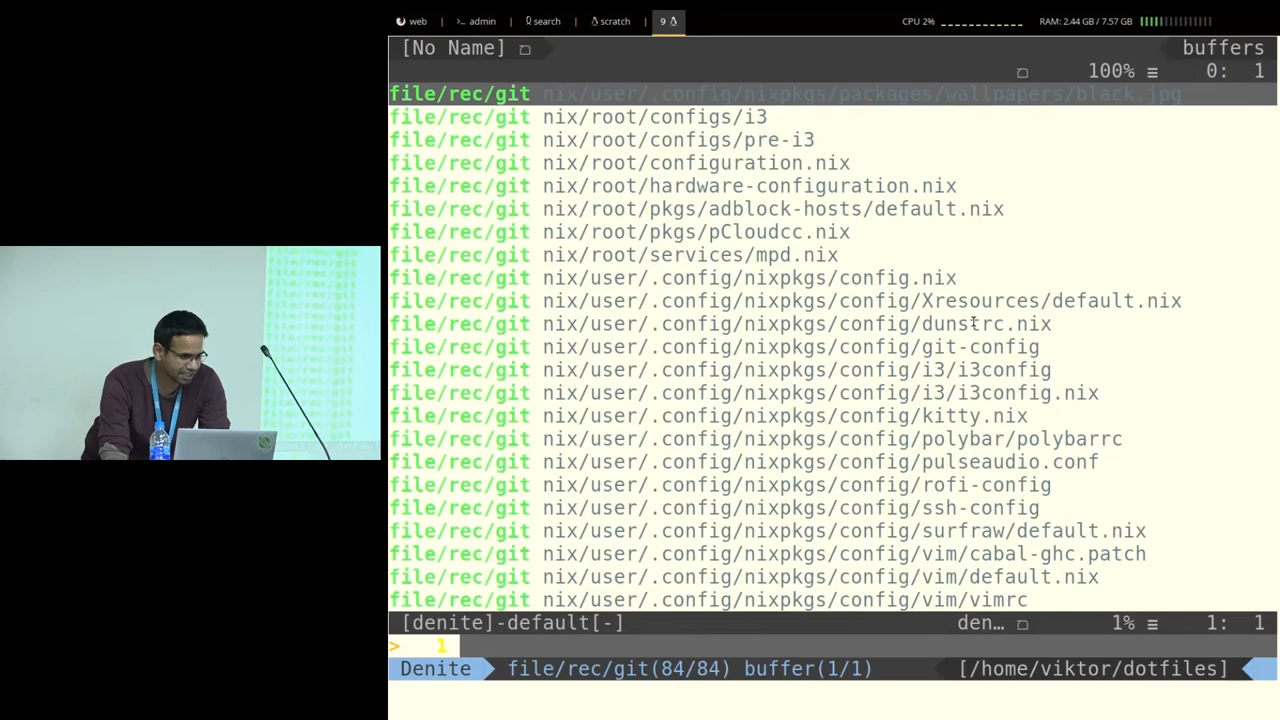 web | >_ admin | search | scratch | 9 CPU 2% RAM: 2.44 GB / 7.57 GB
[No Name] buffers
100% ≡ 0: 1
file/rec/git nix/user/.config/nixpkgs/packages/wallpapers/black.jpg
file/rec/git nix/root/configs/i3
file/rec/git nix/root/configs/pre-i3
file/rec/git nix/root/configuration.nix
file/rec/git nix/root/hardware-configuration.nix
file/rec/git nix/root/pkgs/adblock-hosts/default.nix
file/rec/git nix/root/pkgs/pCloudcc.nix
file/rec/git nix/root/services/mpd.nix
file/rec/git nix/user/.config/nixpkgs/config.nix
file/rec/git nix/user/.config/nixpkgs/config/Xresources/default.nix
file/rec/git nix/user/.config/nixpkgs/config/dunstrc.nix
file/rec/git nix/user/.config/nixpkgs/config/git-config
file/rec/git nix/user/.config/nixpkgs/config/i3/i3config
file/rec/git nix/user/.config/nixpkgs/config/i3/i3config.nix
file/rec/git nix/user/.config/nixpkgs/config/kitty.nix
file/rec/git nix/user/.config/nixpkgs/config/polybar/polybarrc
file/rec/git nix/user/.config/nixpkgs/config/pulseaudio.conf
file/rec/git nix/user/.config/nixpkgs/config/rofi-config
file/rec/git nix/user/.config/nixpkgs/config/ssh-config
file/rec/git nix/user/.config/nixpkgs/config/surfraw/default.nix
file/rec/git nix/user/.config/nixpkgs/config/vim/cabal-ghc.patch
file/rec/git nix/user/.config/nixpkgs/config/vim/default.nix
file/rec/git nix/user/.config/nixpkgs/config/vim/vimrc
[denite]-default[-] den… 1% ≡ 1: 1
> 1
Denite file/rec/git(84/84) buffer(1/1) [/home/viktor/dotfiles]